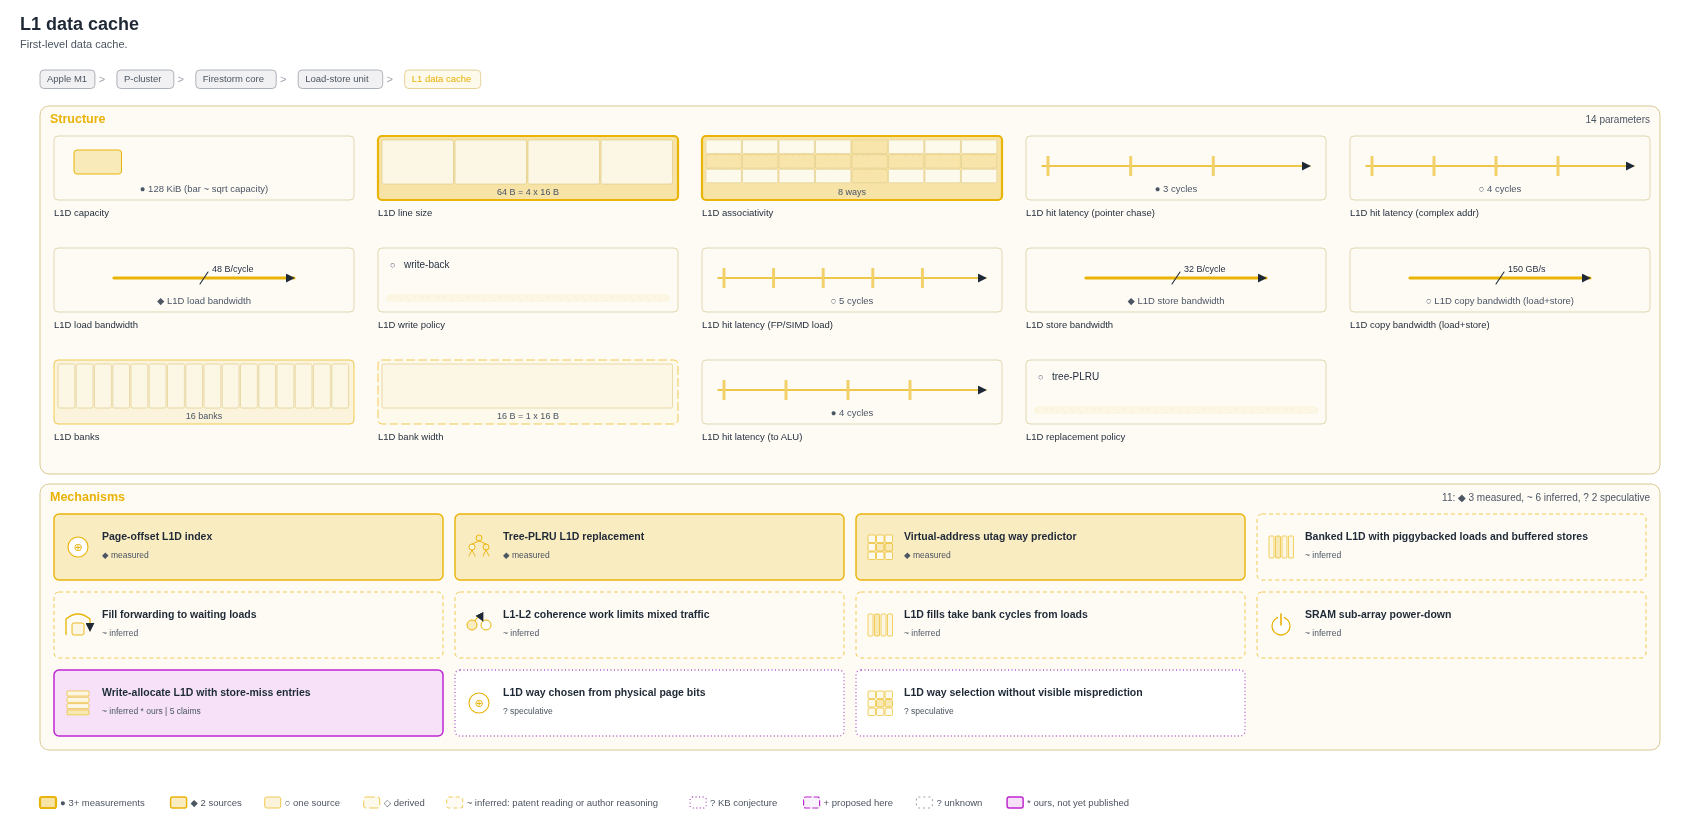 L1 data cache
First-level data cache.
Apple M1 > P-cluster > Firestorm core > Load-store unit > L1 data cache
Structure
14 parameters
● 128 KiB (bar ~ sqrt capacity)
64 B = 4 x 16 B
8 ways
● 3 cycles
○ 4 cycles
L1D capacity
L1D line size
L1D associativity
L1D hit latency (pointer chase)
L1D hit latency (complex addr)
48 B/cycle
◆ L1D load bandwidth
○ write-back
○ 5 cycles
32 B/cycle
◆ L1D store bandwidth
150 GB/s
○ L1D copy bandwidth (load+store)
L1D load bandwidth
L1D write policy
L1D hit latency (FP/SIMD load)
L1D store bandwidth
L1D copy bandwidth (load+store)
16 banks
16 B = 1 x 16 B
● 4 cycles
○ tree-PLRU
L1D banks
L1D bank width
L1D hit latency (to ALU)
L1D replacement policy
Mechanisms
11: ◆ 3 measured, ~ 6 inferred, ? 2 speculative
Page-offset L1D index
◆ measured
Tree-PLRU L1D replacement
◆ measured
Virtual-address utag way predictor
◆ measured
Banked L1D with piggybacked loads and buffered stores
~ inferred
Fill forwarding to waiting loads
~ inferred
L1-L2 coherence work limits mixed traffic
~ inferred
L1D fills take bank cycles from loads
~ inferred
SRAM sub-array power-down
~ inferred
Write-allocate L1D with store-miss entries
~ inferred * ours | 5 claims
L1D way chosen from physical page bits
? speculative
L1D way selection without visible misprediction
? speculative
● 3+ measurements
◆ 2 sources
○ one source
◇ derived
~ inferred: patent reading or author reasoning
? KB conjecture
+ proposed here
? unknown
* ours, not yet published